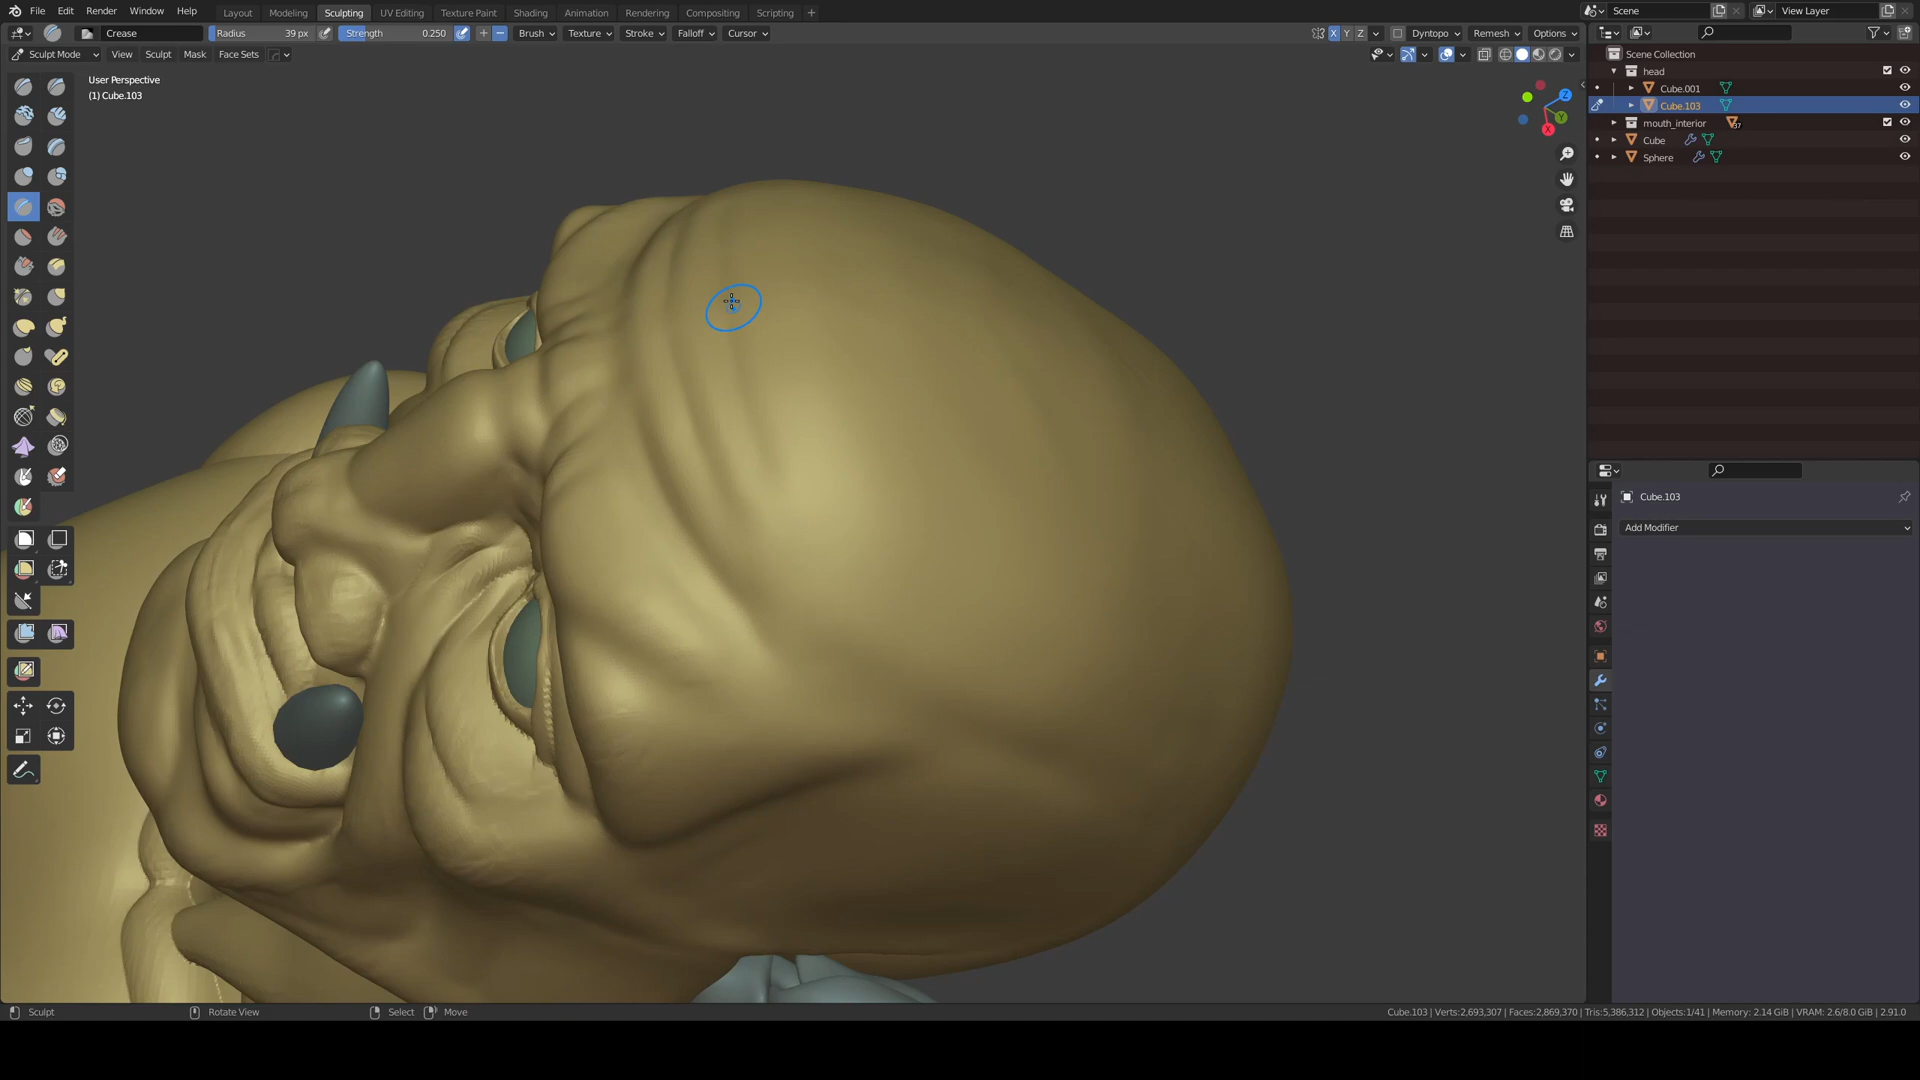 File Edit Render Window Help Layout Modeling Sculpting UV Editing Texture Paint Shading Animation Rendering Compositing Scripting + Scene View Layer
Crease Radius 39 px Strength 0.250 Brush Texture Stroke Falloff Cursor X Y Z Dyntopo Remesh Options
Sculpt Mode View Sculpt Mask Face Sets
Scene Collection
head
Cube.001
Cube.103
mouth_interior
Cube
Sphere
User Perspective
(1) Cube.103
Z
Y
X
Cube.103
Add Modifier
Sculpt Rotate View Select Move Cube.103 | Verts:2,693,307 | Faces:2,869,370 | Tris:5,386,312 | Objects:1/41 | Memory: 2.14 GiB | VRAM: 2.6/8.0 GiB | 2.91.0